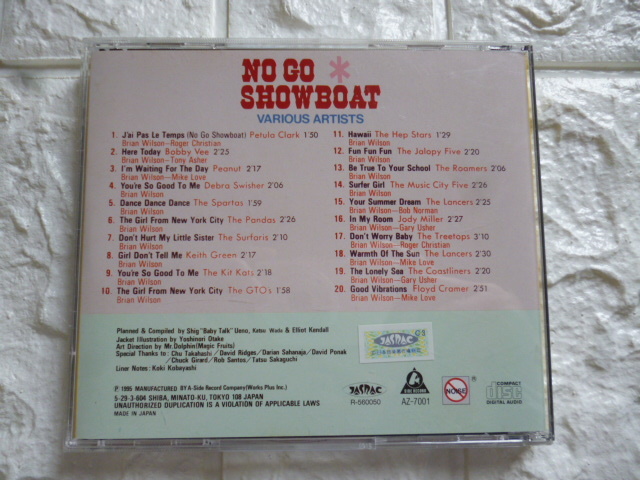 NO GO *
SHOWBOAT
VARIOUS ARTISTS
1. J'ai Pas Le Temps (No Go Showboat) Petula Clark 1'50
Brian Wilson—Roger Christian
2. Here Today Bobby Vee 2'25
Brian Wilson—Tony Asher
3. I'm Waiting For The Day Peanut 2'17
Brian Wilson—Mike Love
4. You're So Good To Me Debra Swisher 2'06
Brian Wilson
5. Dance Dance Dance The Spartas 1'59
Brian Wilson
6. The Girl From New York City The Pandas 2'26
Brian Wilson
7. Don't Hurt My Little Sister The Surfaris 2'10
Brian Wilson
8. Girl Don't Tell Me Keith Green 2'17
Brian Wilson
9. You're So Good To Me The Kit Kats 2'18
Brian Wilson
10. The Girl From New York City The GTO's 1'58
Brian Wilson
11. Hawaii The Hep Stars 1'29
Brian Wilson
12. Fun Fun Fun The Jalopy Five 2'20
Brian Wilson
13. Be True To Your School The Roamers 2'06
Brian Wilson
14. Surfer Girl The Music City Five 2'26
Brian Wilson
15. Your Summer Dream The Lancers 2'25
Brian Wilson—Bob Norman
16. In My Room Jody Miller 2'27
Brian Wilson—Gary Usher
17. Don't Worry Baby The Treetops 3'10
Brian Wilson—Roger Christian
18. Warmth Of The Sun The Lancers 2'30
Brian Wilson—Mike Love
19. The Lonely Sea The Coastliners 2'20
Brian Wilson—Gary Usher
20. Good Vibrations Floyd Cramer 2'51
Brian Wilson—Mike Love
Planned & Compiled by Shig "Baby Talk" Ueno, Ketso Wada & Elliot Kendall
Jacket Illustration by Yoshinari Otake
Art Direction by Mr.Dolphin(Magic Fruits)
Special Thanks to: Chu Takahashi/David Ridges/Darian Sahanaja/David Ponak
/Chuck Girard/Rob Santos/Tatsu Sakaguchi
Liner Notes: Koki Kobayashi
JASRAC
℗ 1995 MANUFACTURED BY A-Side Record Company(Works Plus Inc.)
5-29-3-604 SHIBA, MINATO-KU, TOKYO 108 JAPAN
UNAUTHORIZED DUPLICATION IS A VIOLATION OF APPLICABLE LAWS
MADE IN JAPAN
JASRAC
R-560050
AZ-7001
NOISE
COMPACT
disc
DIGITAL AUDIO